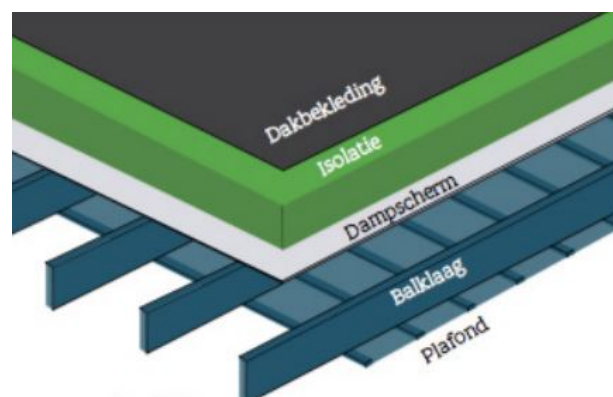 Dakbekleding
Isolatie
Dampscherm
Balklaag
Plafond